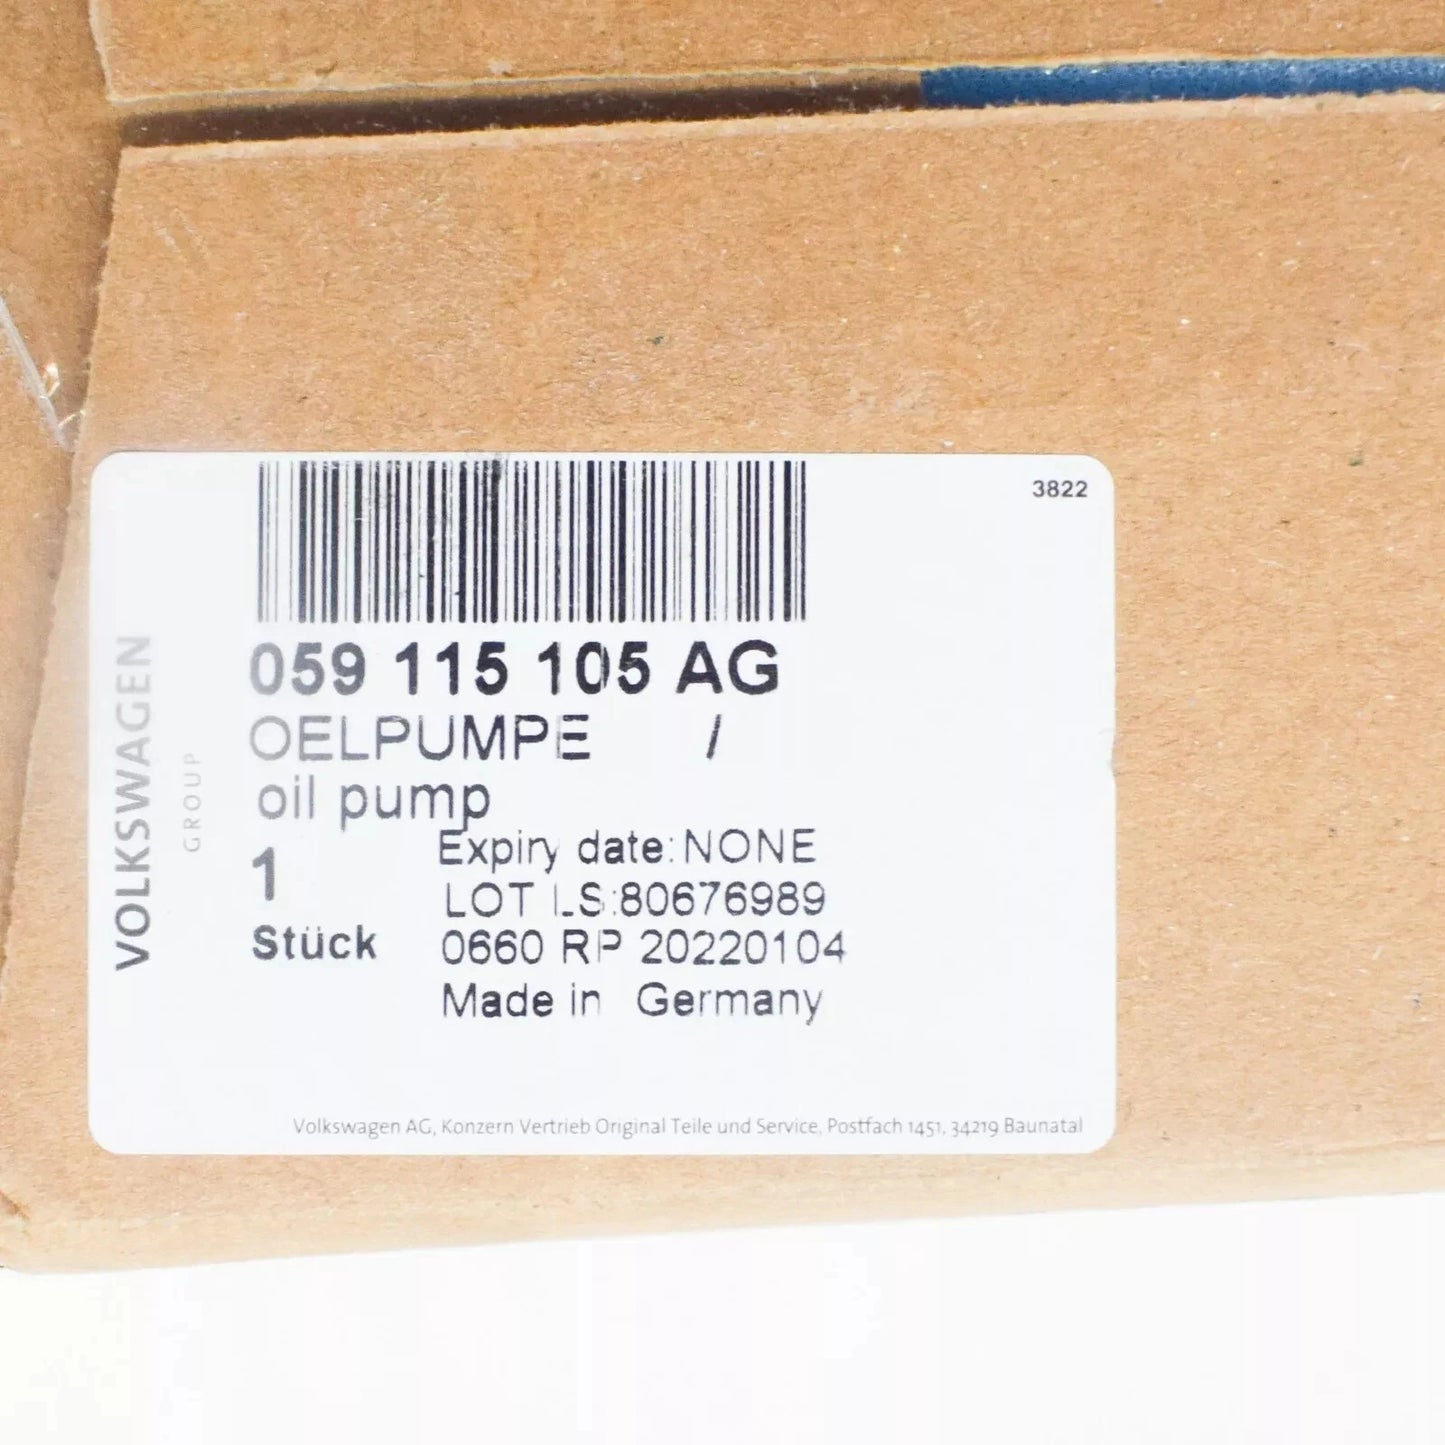 3822
059 115 105 AG
OELPUMPE /
oil pump
1
Stück
Expiry date:NONE
LOT LS:80676989
0660 RP 20220104
Made in Germany
VOLKSWAGEN
GROUP
Volkswagen AG, Konzern Vertrieb Original Teile und Service, Postfach 1451, 34219 Baunatal